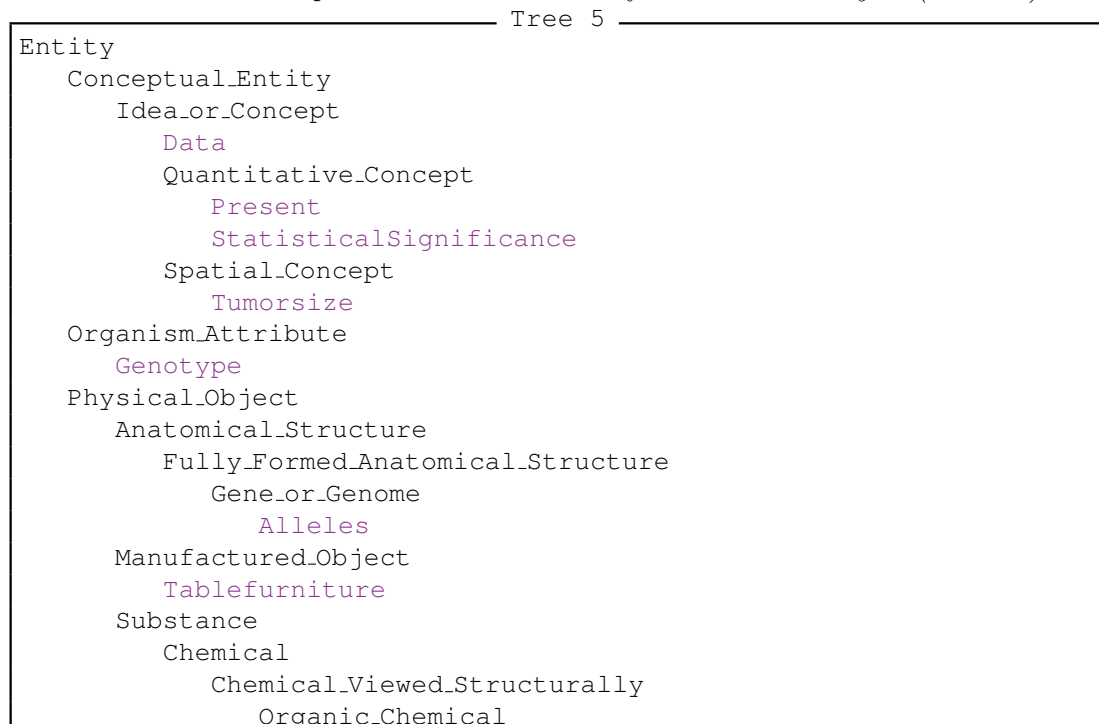 Tree 5
Entity
Conceptual_Entity
Idea_or_Concept
Data
Quantitative_Concept
Present
StatisticalSignificance
Spatial_Concept
Tumorsize
Organism_Attribute
Genotype
Physical_Object
Anatomical_Structure
Fully_Formed_Anatomical_Structure
Gene_or_Genome
Alleles
Manufactured_Object
Tablefurniture
Substance
Chemical
Chemical_Viewed_Structurally
Organic_Chemical